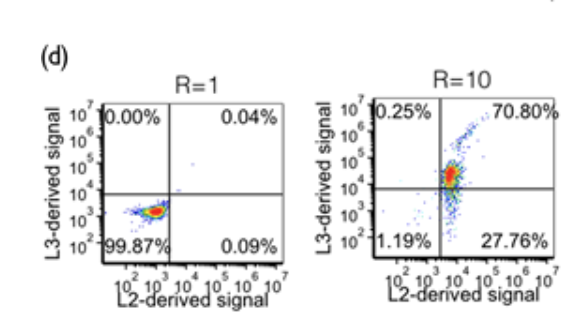 (d)
R=1
L3-derived signal
10^7
10^6
10^5
10^4
10^3
10^2
0.00%
0.04%
99.87%
0.09%
10^2 10^3 10^4 10^5 10^6 10^7
L2-derived signal
R=10
L3-derived signal
10^7
10^6
10^5
10^4
10^3
10^2
0.25%
70.80%
1.19%
27.76%
10^2 10^3 10^4 10^5 10^6 10^7
L2-derived signal